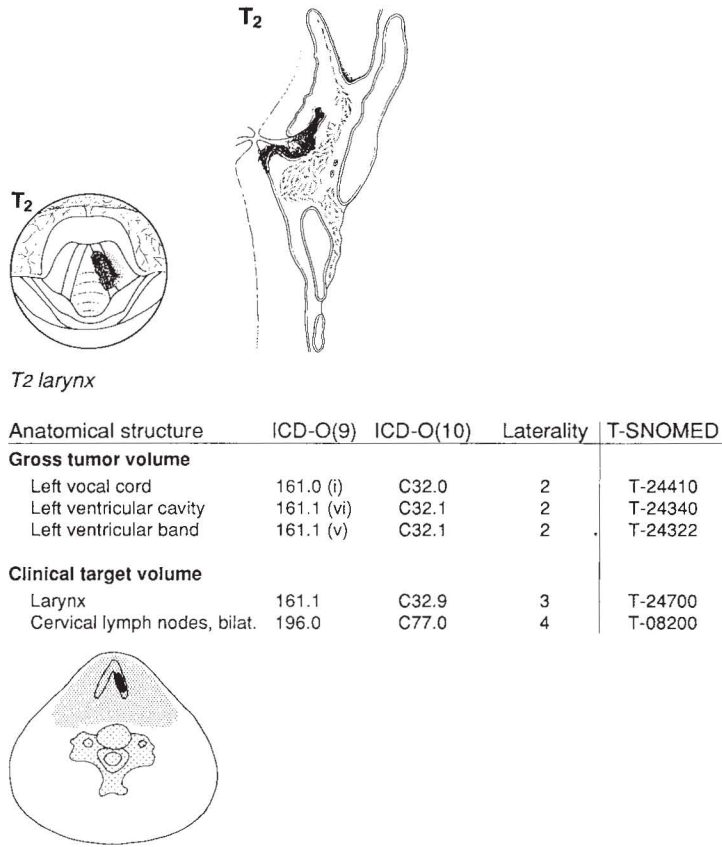 T2
T2
T2 larynx
Anatomical structure ICD-O(9) ICD-O(10) Laterality T-SNOMED
Gross tumor volume
Left vocal cord 161.0 (i) C32.0 2 T-24410
Left ventricular cavity 161.1 (vi) C32.1 2 T-24340
Left ventricular band 161.1 (v) C32.1 2 T-24322
Clinical target volume
Larynx 161.1 C32.9 3 T-24700
Cervical lymph nodes, bilat. 196.0 C77.0 4 T-08200